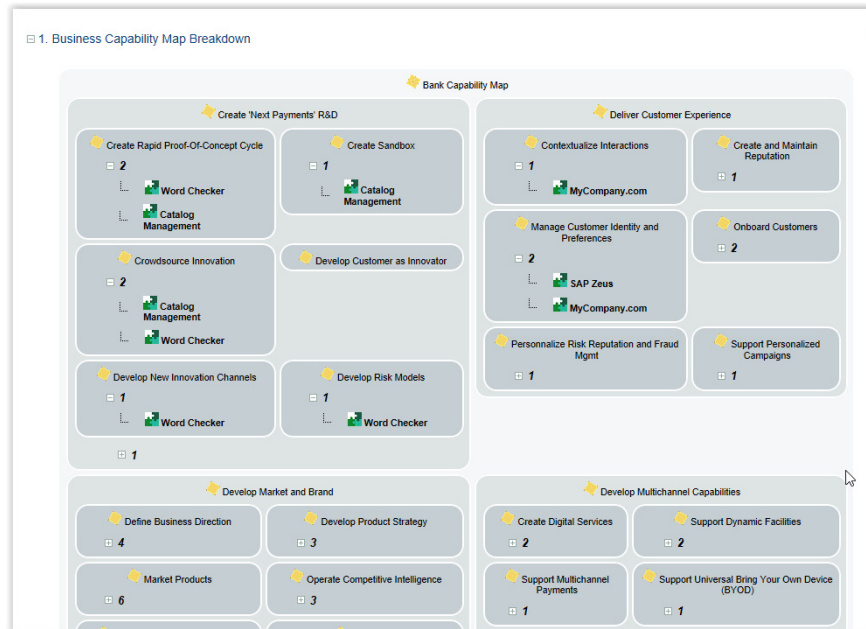 1. Business Capability Map Breakdown
Bank Capability Map
Create 'Next Payments' R&D
Create Rapid Proof-Of-Concept Cycle
2
Word Checker
Catalog
Management
Create Sandbox
1
Catalog
Management
Crowdsource Innovation
2
Catalog
Management
Word Checker
Develop Customer as Innovator
Develop New Innovation Channels
1
Word Checker
Develop Risk Models
1
Word Checker
1
Deliver Customer Experience
Contextualize Interactions
1
MyCompany.com
Create and Maintain
Reputation
1
Manage Customer Identity and
Preferences
2
SAP Zeus
MyCompany.com
Onboard Customers
2
Personnalize Risk Reputation and Fraud
Mgmt
1
Support Personalized
Campaigns
1
Develop Market and Brand
Define Business Direction
4
Develop Product Strategy
3
Market Products
6
Operate Competitive Intelligence
3
Develop Multichannel Capabilities
Create Digital Services
2
Support Dynamic Facilities
2
Support Multichannel
Payments
1
Support Universal Bring Your Own Device
(BYOD)
1